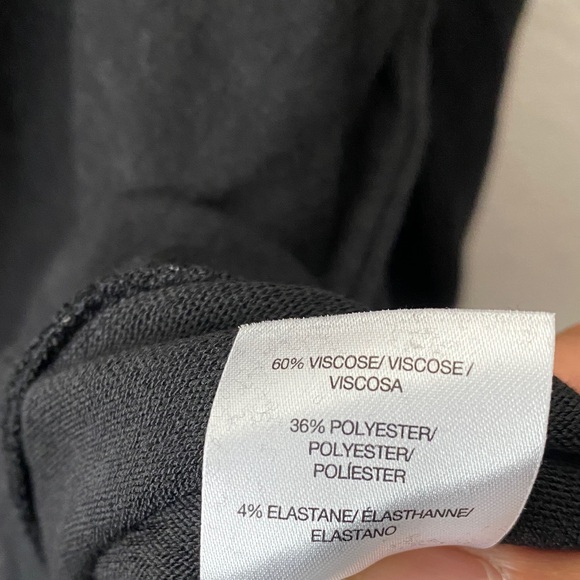 60% VISCOSE/ VISCOSE /
VISCOSA
36% POLYESTER/
POLYESTER/
POLÍESTER
4% ELASTANE/ ÉLASTHANNE/
ELASTANO